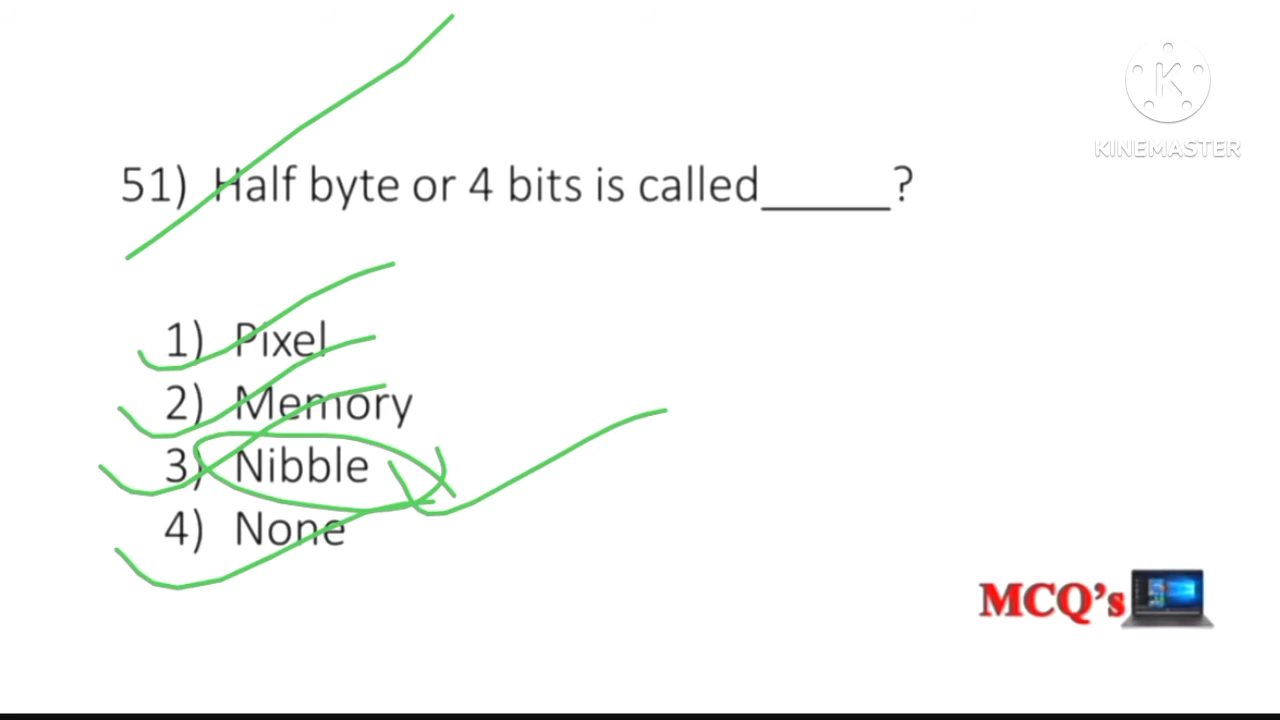 KINEMASTER
51) Half byte or 4 bits is called______?
1) Pixel
2) Memory
3) Nibble
4) None
MCQ's